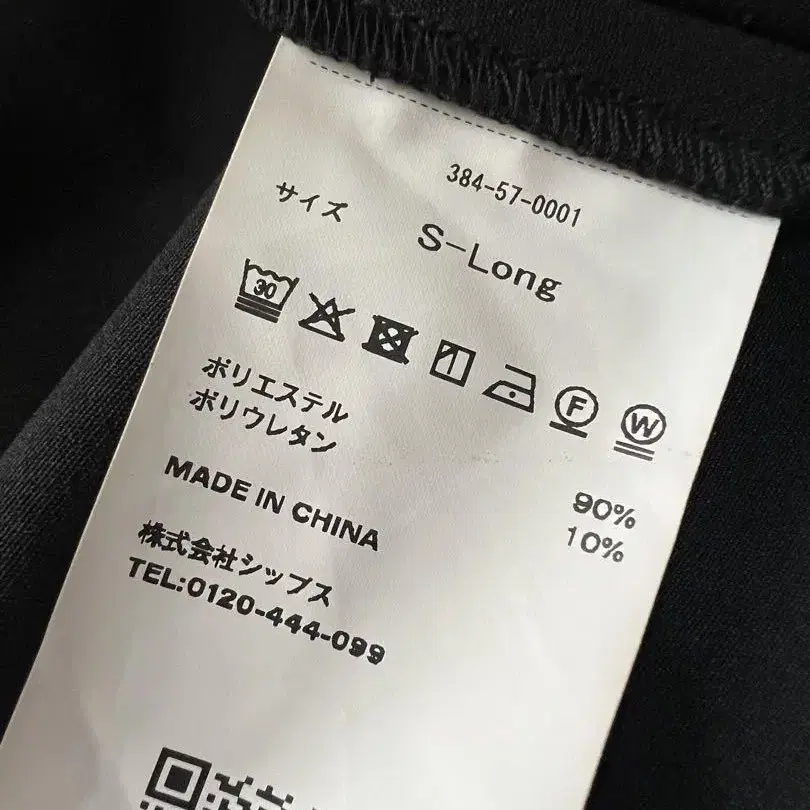 384-57-0001
サイズ
S-Long
30 F W
ポリエステル 90%
ポリウレタン 10%
MADE IN CHINA
株式会社シップス
TEL:0120-444-099